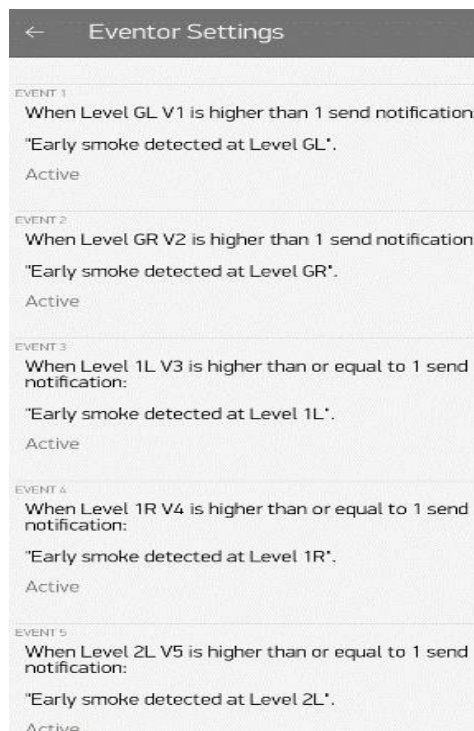 ← Eventor Settings
EVENT 1
When Level GL V1 is higher than 1 send notification:
"Early smoke detected at Level GL".
Active
EVENT 2
When Level GR V2 is higher than 1 send notification
"Early smoke detected at Level GR".
Active
EVENT 3
When Level 1L V3 is higher than or equal to 1 send
notification:
"Early smoke detected at Level 1L".
Active
EVENT 4
When Level 1R V4 is higher than or equal to 1 send
notification:
"Early smoke detected at Level 1R".
Active
EVENT 5
When Level 2L V5 is higher than or equal to 1 send
notification:
"Early smoke detected at Level 2L".
Active